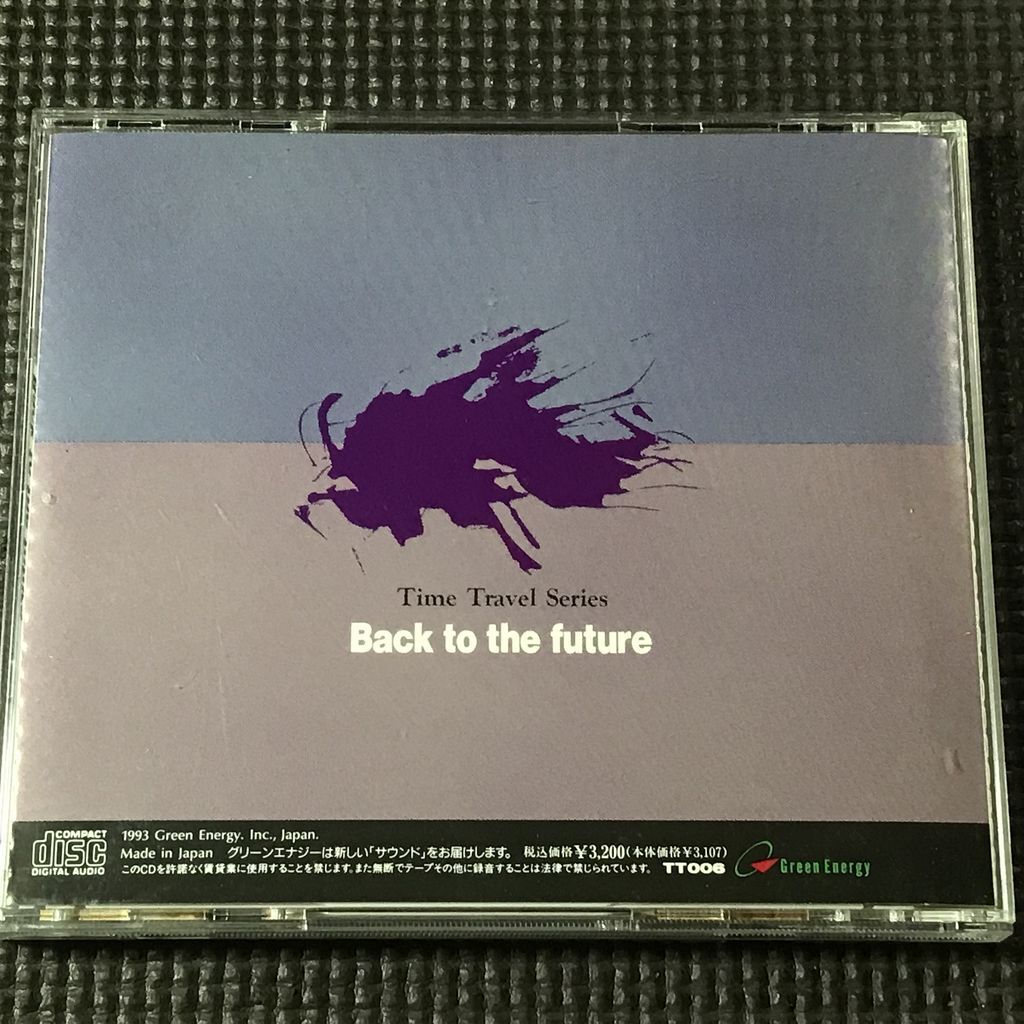 Time Travel Series
Back to the future
COMPACT
disc
DIGITAL AUDIO
1993 Green Energy. Inc., Japan.
Made in Japan グリーンエナジーは新しい「サウンド」をお届けします。 税込価格¥3,200(本体価格¥3,107)
このCDを許諾なく賃貸業に使用することを禁じます。また無断でテープその他に録音することは法律で禁じられています。 TT006
Green Energy